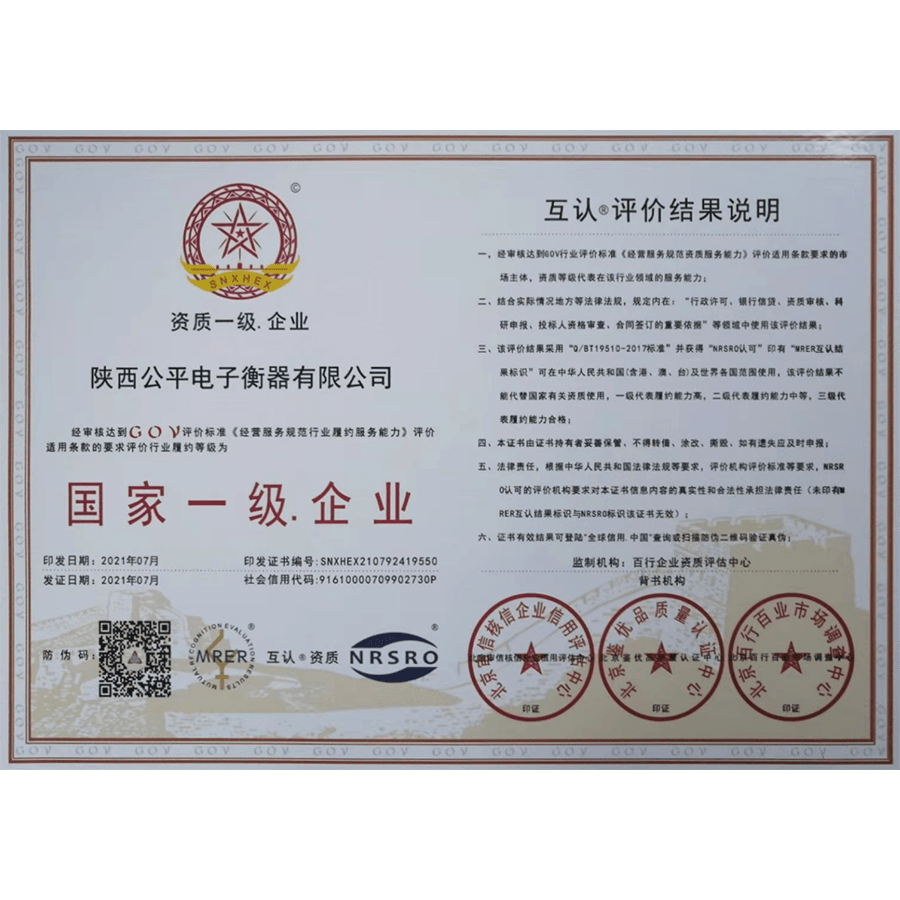 SNXHEX
©
资质一级.企业
陕西公平电子衡器有限公司
经审核达到GOV评价标准《经营服务规范行业履约服务能力》评价
适用条款的要求评价行业履约等级为
国家一级.企业
印发日期：2021年07月
印发证书编号:SNXHEX210792419550
发证日期：2021年07月
社会信用代码:91610000709902730P
防伪码:
MUTUAL RECOGNITION EVALUATION RESULTS
MRER
®
互认®资质
NRSRO
®
互认®评价结果说明
一、经审核达到GOV行业评价标准《经营服务规范资质服务能力》评价适用条款要求的市
场主体，资质等级代表在该行业领域的服务能力；
二、结合实际情况地方等法律法规，规定内在：“行政许可、银行信贷、资质审核、科
研申报、投标人资格审查、合同签订的重要依据”等领域中使用该评价结果；
三、该评价结果采用“Q/BT19510-2017标准”并获得“NRSRO认可”印有“MRER互认结
果标识”可在中华人民共和国(含港、澳、台)及世界各国范围使用，该评价结果不
能代替国家有关资质使用，一级代表履约能力高，二级代表履约能力中等，三级代
表履约能力合格；
四、本证书由证书持有者妥善保管、不得转借、涂改、撕毁、如有遗失应及时申报；
五、法律责任，根据中华人民共和国法律法规等要求，评价机构评价标准等要求，NRSR
O认可的评价机构要求对本证书信息内容的真实性和合法性承担法律责任（未印有M
RER互认结果标识与NRSRO标识该证书无效）；
六、证书有效结果可登陆“全球信用.中国”查询或扫描防伪二维码验证真伪；
监制机构：百行企业资质评估中心
背书机构
北京审信核信企业信用评估中心
印证
北京鉴优品质量认证中心
印证
北京百行百业市场调查中心
印证